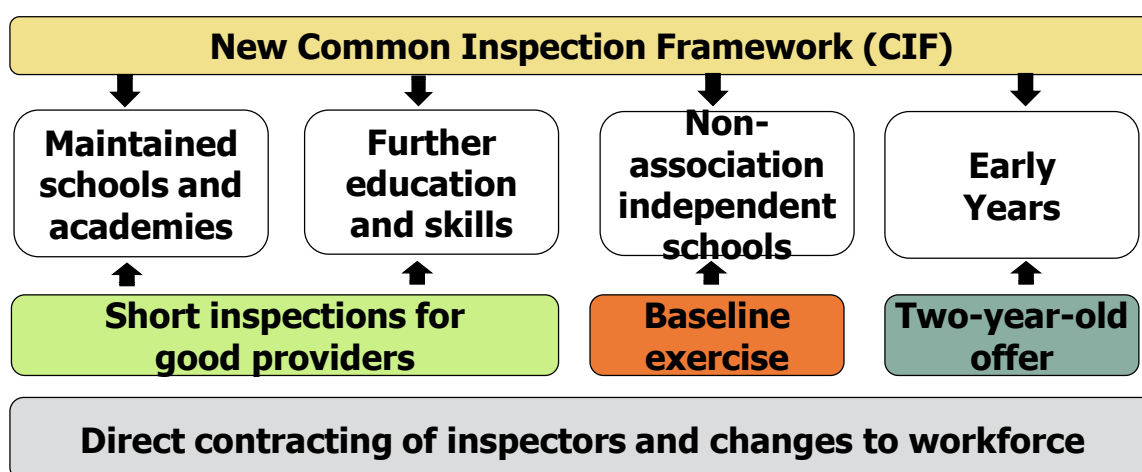 New Common Inspection Framework (CIF)
Maintained
schools and
academies
Further
education
and skills
Non-
association
independent
schools
Early
Years
Short inspections for
good providers
Baseline
exercise
Two-year-old
offer
Direct contracting of inspectors and changes to workforce